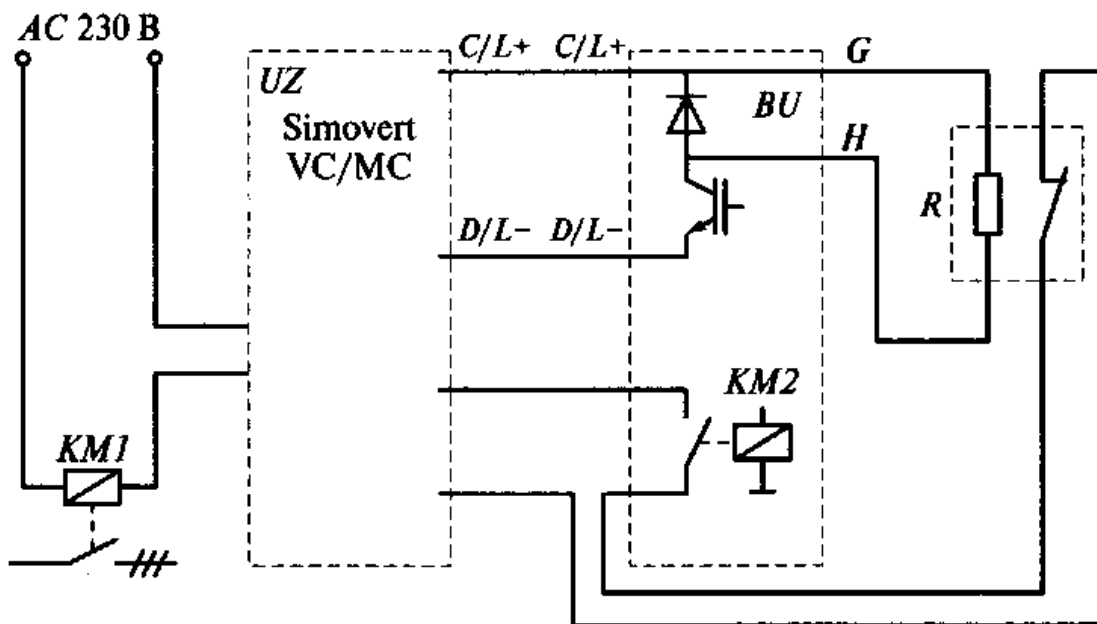 AC 230 В
C/L+ C/L+
G
UZ
BU
Simovert
VC/MC
H
R
D/L− D/L−
KM2
KM1